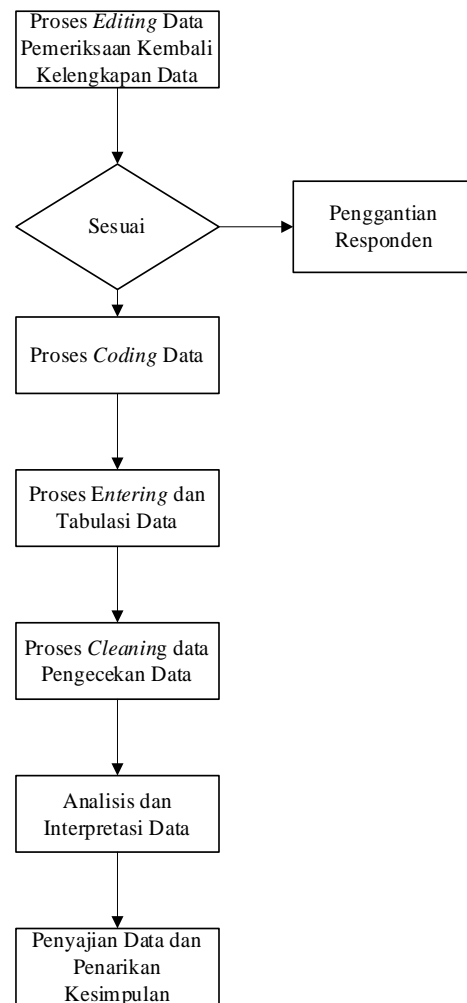 Proses Editing Data
Pemeriksaan Kembali
Kelengkapan Data
Sesuai
Penggantian
Responden
Proses Coding Data
Proses Entering dan
Tabulasi Data
Proses Cleaning data
Pengecekan Data
Analisis dan
Interpretasi Data
Penyajian Data dan
Penarikan
Kesimpulan